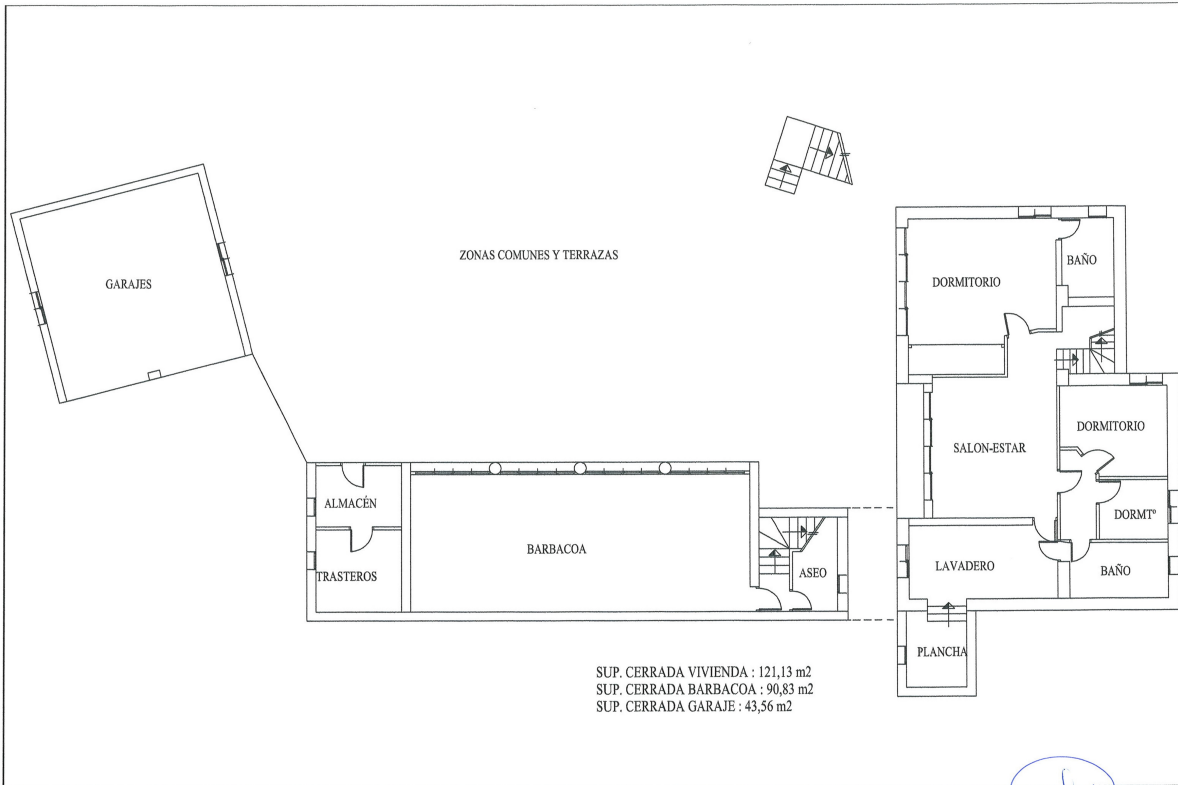 ZONAS COMUNES Y TERRAZAS
GARAJES
DORMITORIO
BAÑO
DORMITORIO
SALON-ESTAR
ALMACÉN
DORMTº
BARBACOA
TRASTEROS
ASEO
LAVADERO
BAÑO
PLANCHA
SUP. CERRADA VIVIENDA : 121,13 m2
SUP. CERRADA BARBACOA : 90,83 m2
SUP. CERRADA GARAJE : 43,56 m2